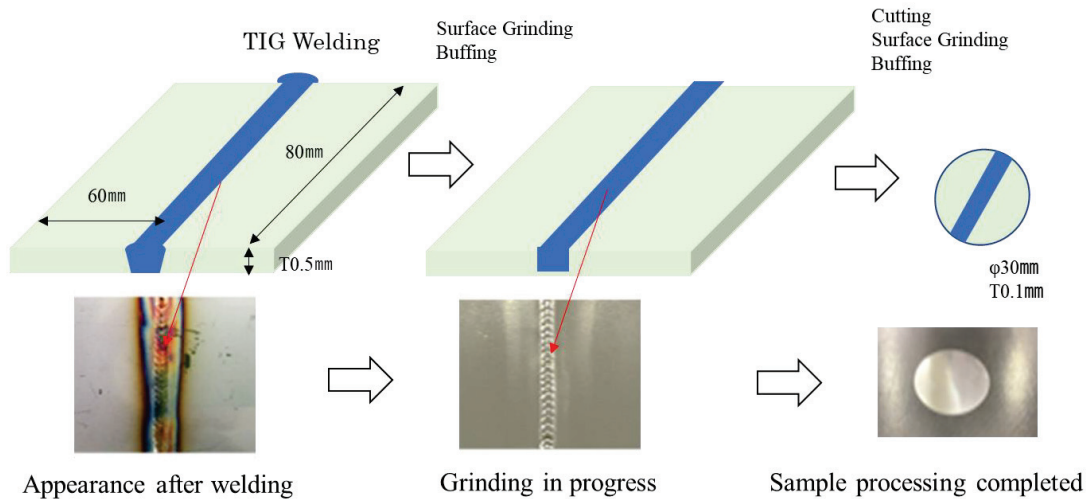 TIG Welding
Surface Grinding
Buffing
Cutting
Surface Grinding
Buffing
80㎜
60㎜
T0.5㎜
φ30㎜
T0.1㎜
Appearance after welding
Grinding in progress
Sample processing completed